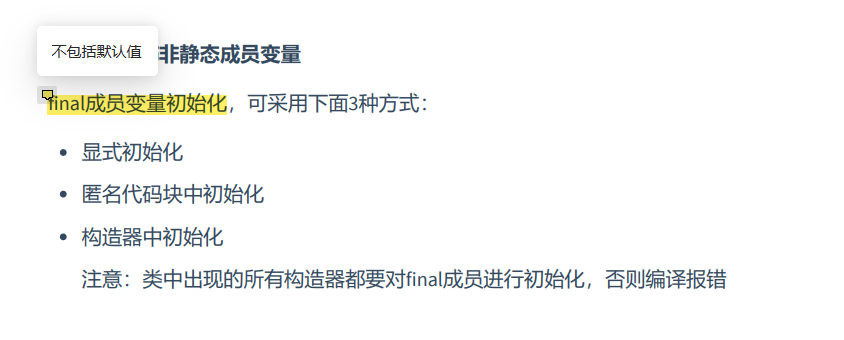 不包括默认值
非静态成员变量
final成员变量初始化，可采用下面3种方式：
• 显式初始化
• 匿名代码块中初始化
• 构造器中初始化
注意：类中出现的所有构造器都要对final成员进行初始化，否则编译报错